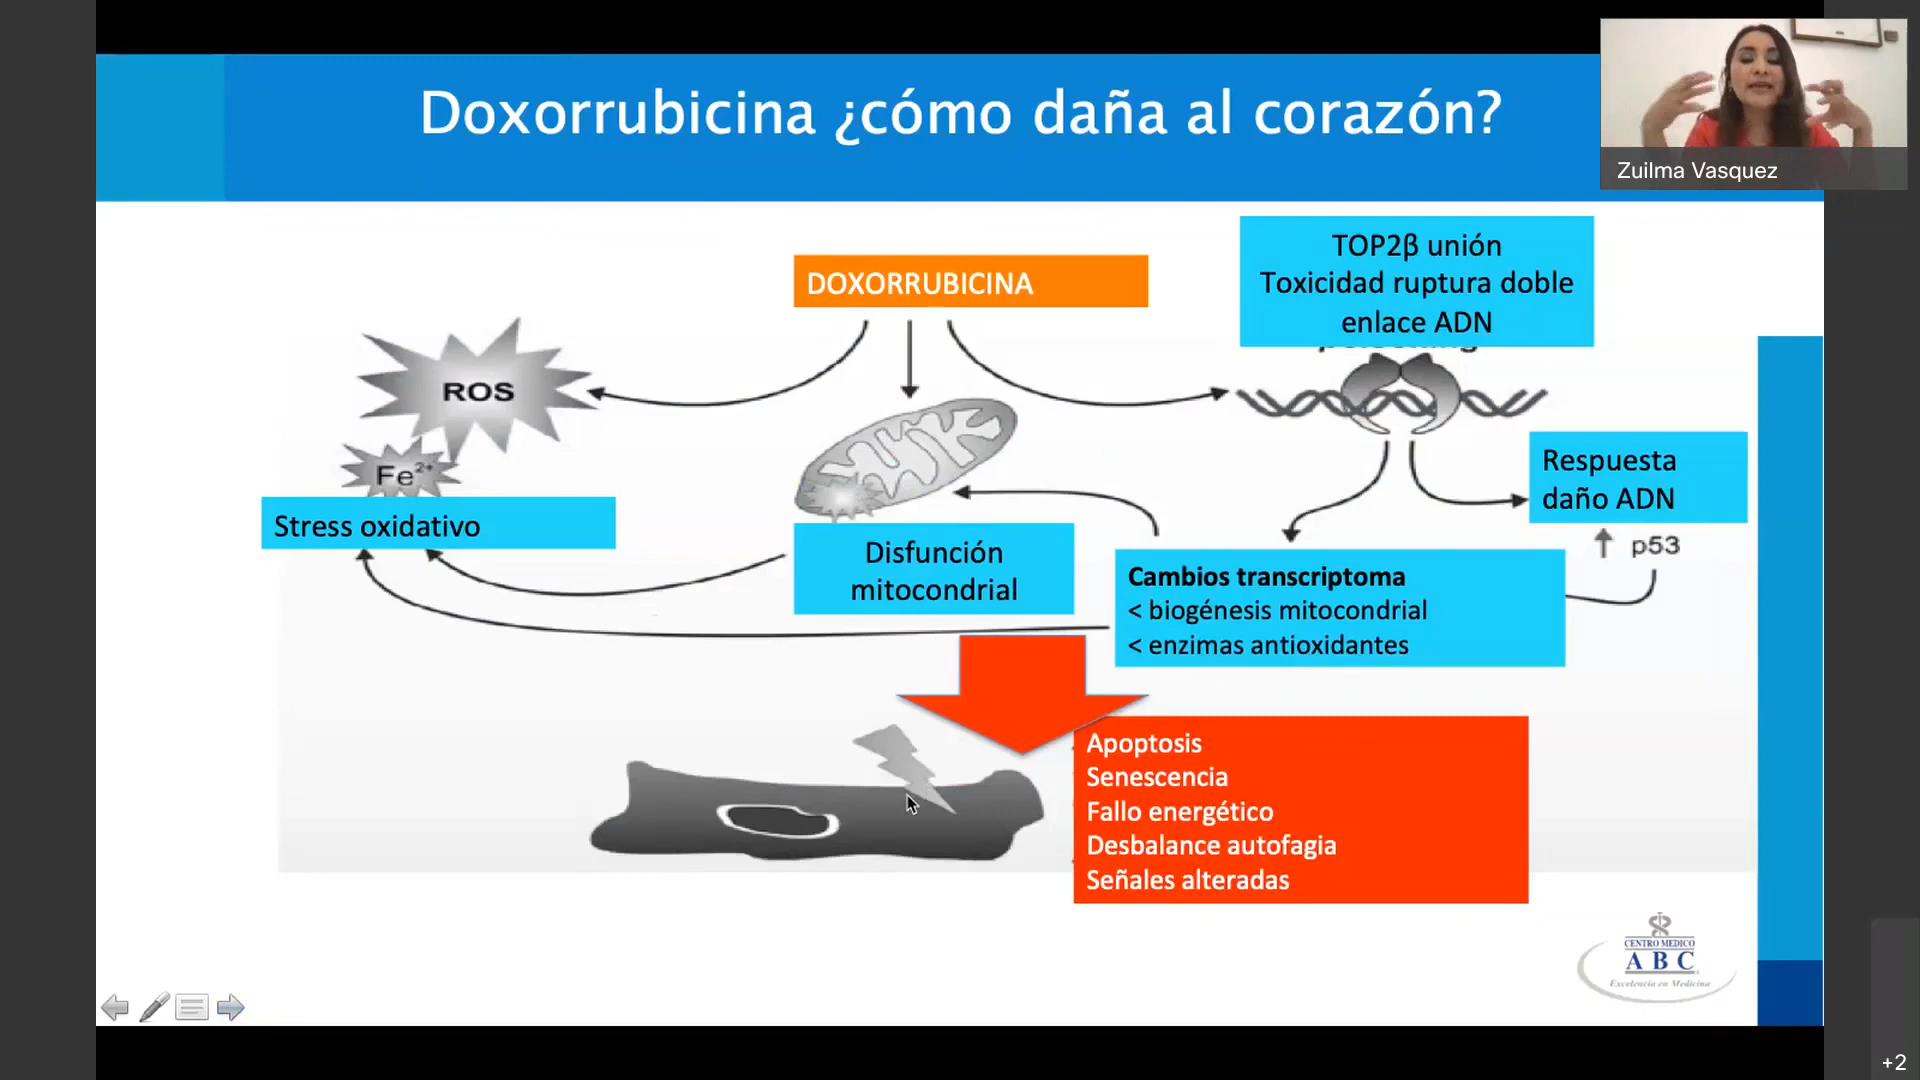 Doxorrubicina ¿cómo daña al corazón?
Zuilma Vasquez
DOXORRUBICINA
TOP2β unión
Toxicidad ruptura doble
enlace ADN
ROS
Fe2+
Stress oxidativo
Disfunción
mitocondrial
Respuesta
daño ADN
p53
Cambios transcriptoma
< biogénesis mitocondrial
< enzimas antioxidantes
Apoptosis
Senescencia
Fallo energético
Desbalance autofagia
Señales alteradas
CENTRO MEDICO
ABC
Excelencia en Medicina
+2